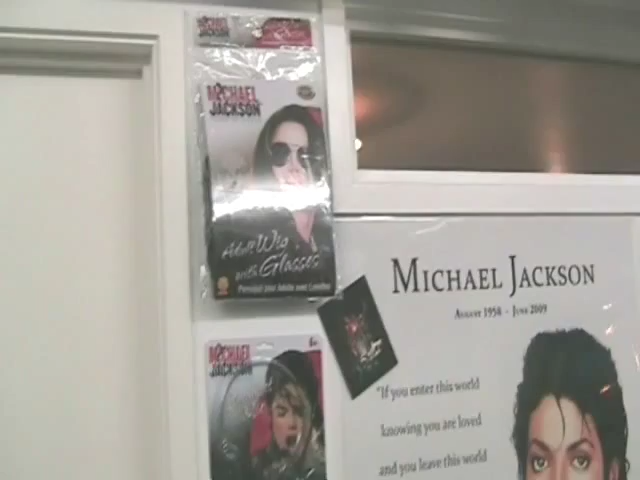 MICHAEL
JACKSON
Adult Wig
with Glasses
MICHAEL JACKSON
AUGUST 1958 - JUNE 2009
"If you enter this world
knowing you are loved
and you leave this world
MICHAEL
JACKSON
6+